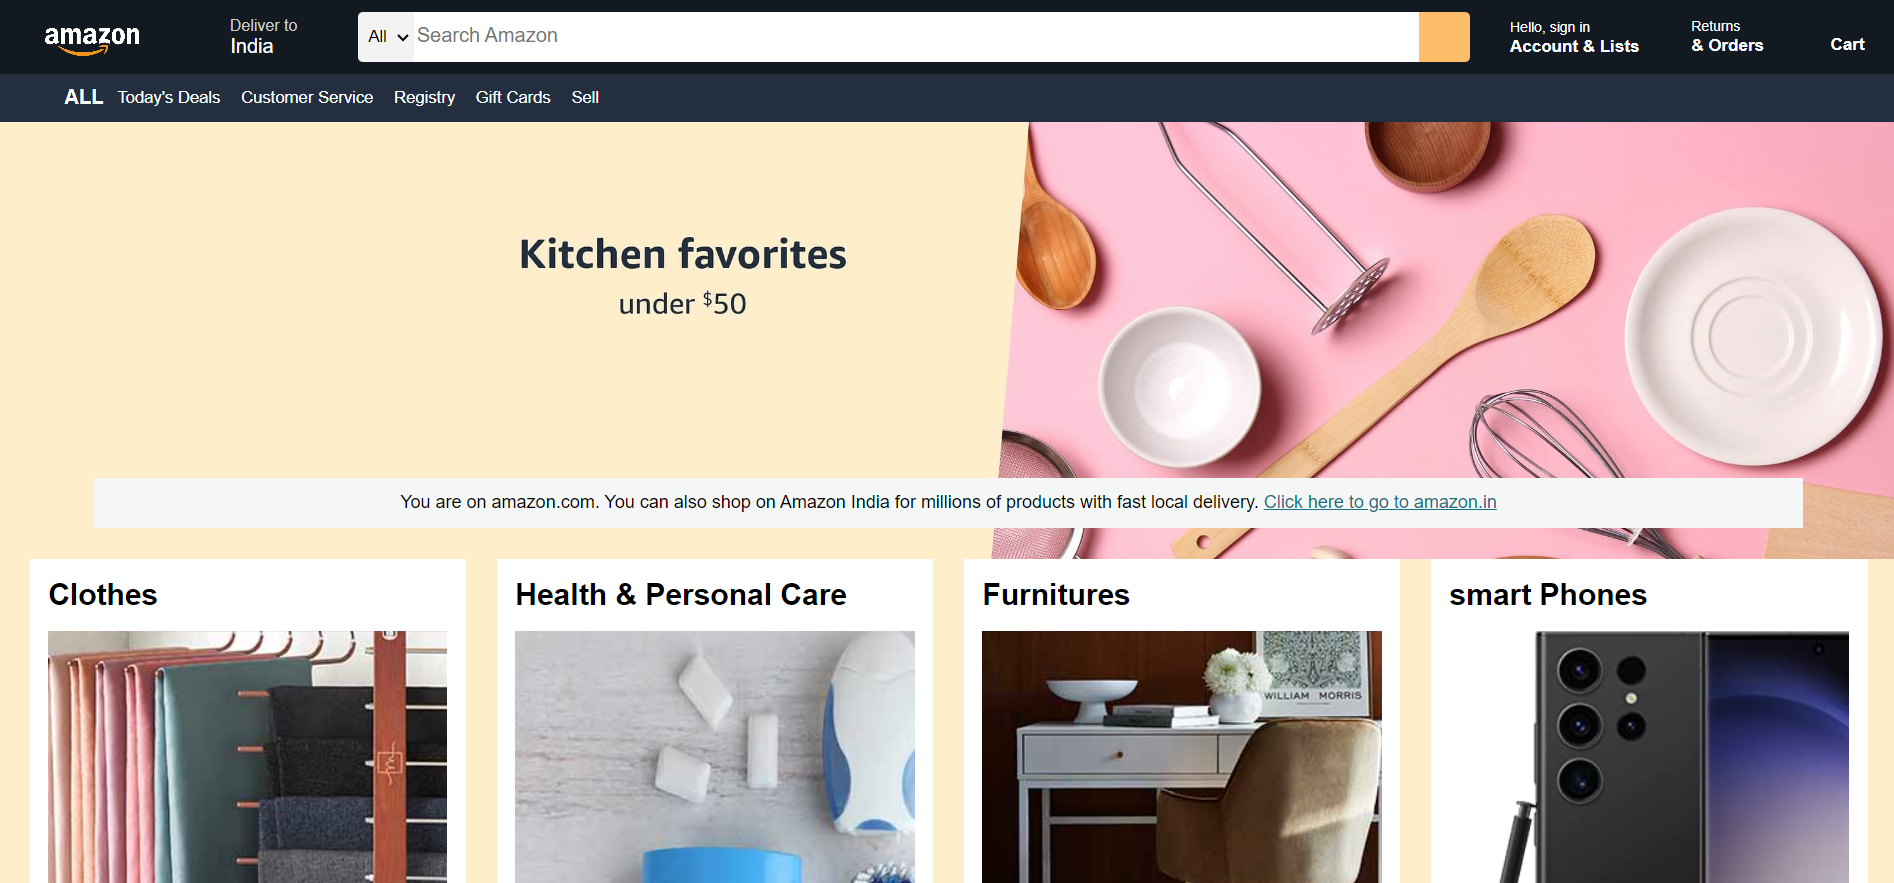 amazon
Deliver to
India
All
Search Amazon
Hello, sign in
Account & Lists
Returns
& Orders
Cart
ALL Today's Deals Customer Service Registry Gift Cards Sell
Kitchen favorites
under $50
You are on amazon.com. You can also shop on Amazon India for millions of products with fast local delivery. Click here to go to amazon.in
Clothes
Health & Personal Care
Furnitures
smart Phones
WILLIAM MORRIS